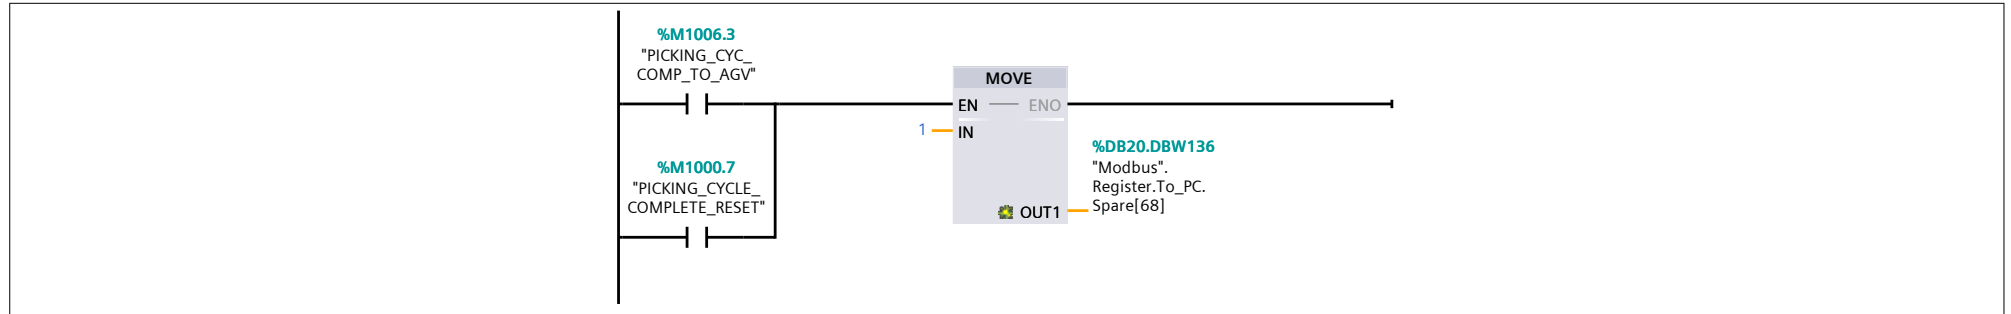 %M1006.3
"PICKING_CYC_
COMP_TO_AGV"
MOVE
EN
ENO
1
IN
%DB20.DBW136
"Modbus".
Register.To_PC.
Spare[68]
OUT1
%M1000.7
"PICKING_CYCLE_
COMPLETE_RESET"